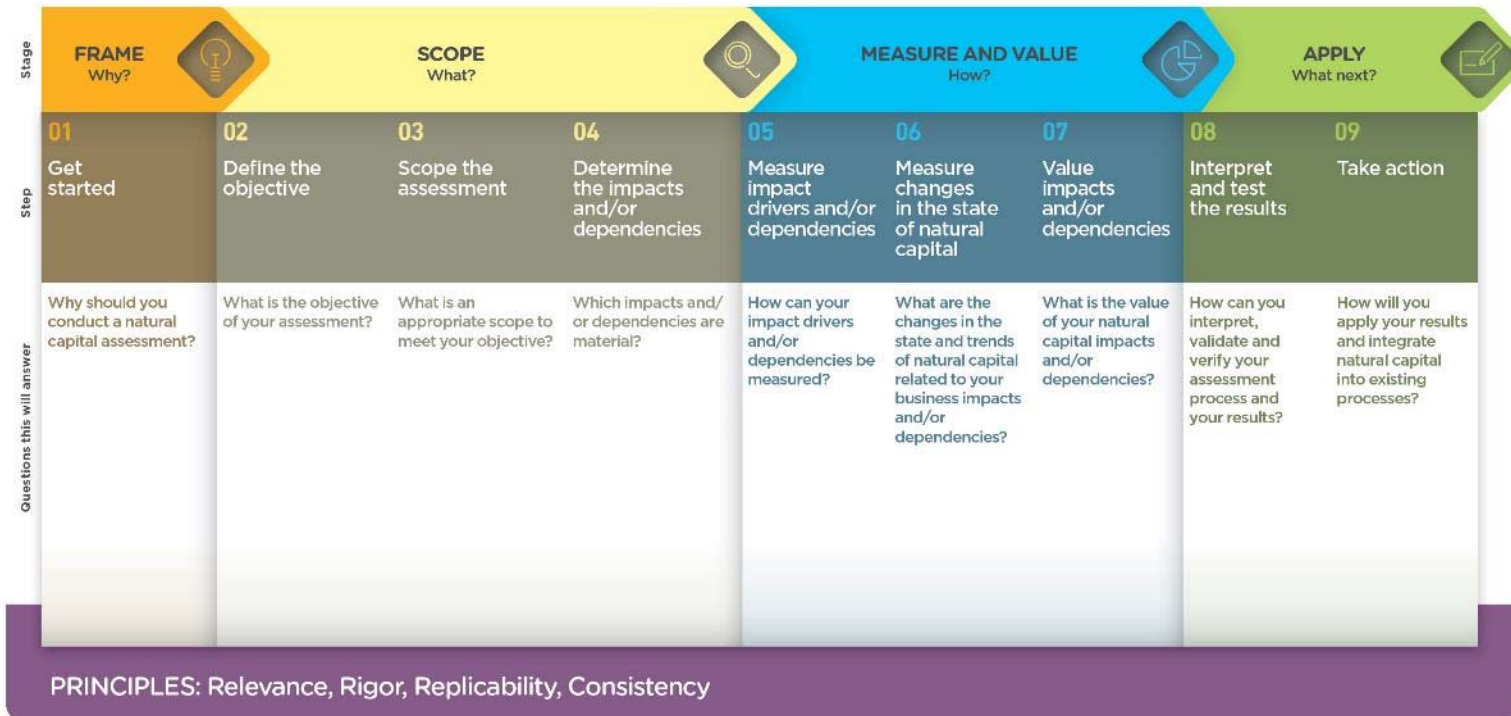 Stage
FRAME
Why?
SCOPE
What?
MEASURE AND VALUE
How?
APPLY
What next?
Step
01
Get
started
02
Define the
objective
03
Scope the
assessment
04
Determine
the impacts
and/or
dependencies
05
Measure
impact
drivers and/or
dependencies
06
Measure
changes
in the state
of natural
capital
07
Value
impacts
and/or
dependencies
08
Interpret
and test
the results
09
Take action
Questions this will answer
Why should you
conduct a natural
capital assessment?
What is the objective
of your assessment?
What is an
appropriate scope to
meet your objective?
Which impacts and/
or dependencies are
material?
How can your
impact drivers
and/or
dependencies be
measured?
What are the
changes in the
state and trends
of natural capital
related to your
business impacts
and/or
dependencies?
What is the value
of your natural
capital impacts
and/or
dependencies?
How can you
interpret,
validate and
verify your
assessment
process and
your results?
How will you
apply your results
and integrate
natural capital
into existing
processes?
PRINCIPLES: Relevance, Rigor, Replicability, Consistency